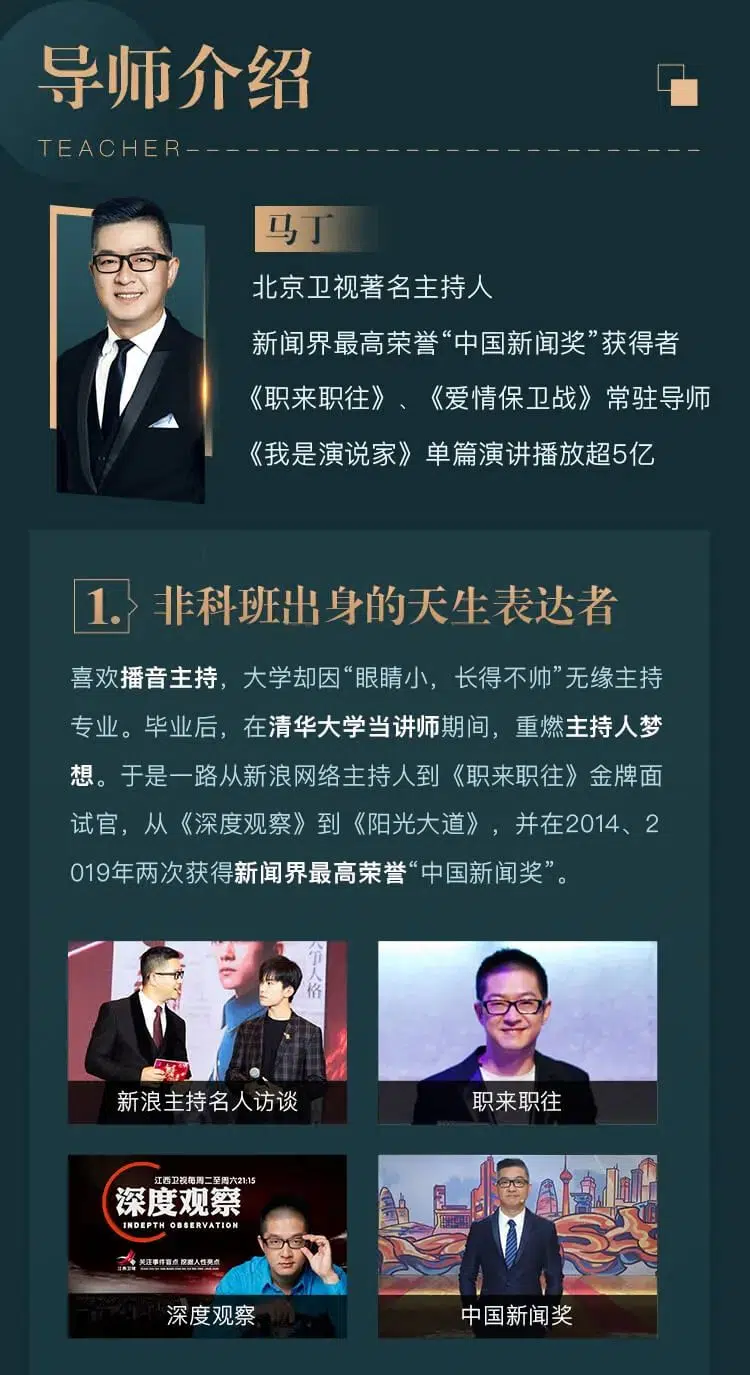 导师介绍
TEACHER
马丁
北京卫视著名主持人
新闻界最高荣誉“中国新闻奖”获得者
《职来职往》、《爱情保卫战》常驻导师
《我是演说家》单篇演讲播放超5亿
1. 非科班出身的天生表达者
喜欢播音主持，大学却因“眼睛小，长得不帅”无缘主持
专业。毕业后，在清华大学当讲师期间，重燃主持人梦
想。于是一路从新浪网络主持人到《职来职往》金牌面
试官，从《深度观察》到《阳光大道》，并在2014、2
019年两次获得新闻界最高荣誉“中国新闻奖”。
人格
新浪主持名人访谈
职来职往
江西卫视每周二至周六21:15
深度观察
INDEPTH OBSERVATION
江西卫视
关注事件盲点 挖掘人性亮点
深度观察
中国新闻奖